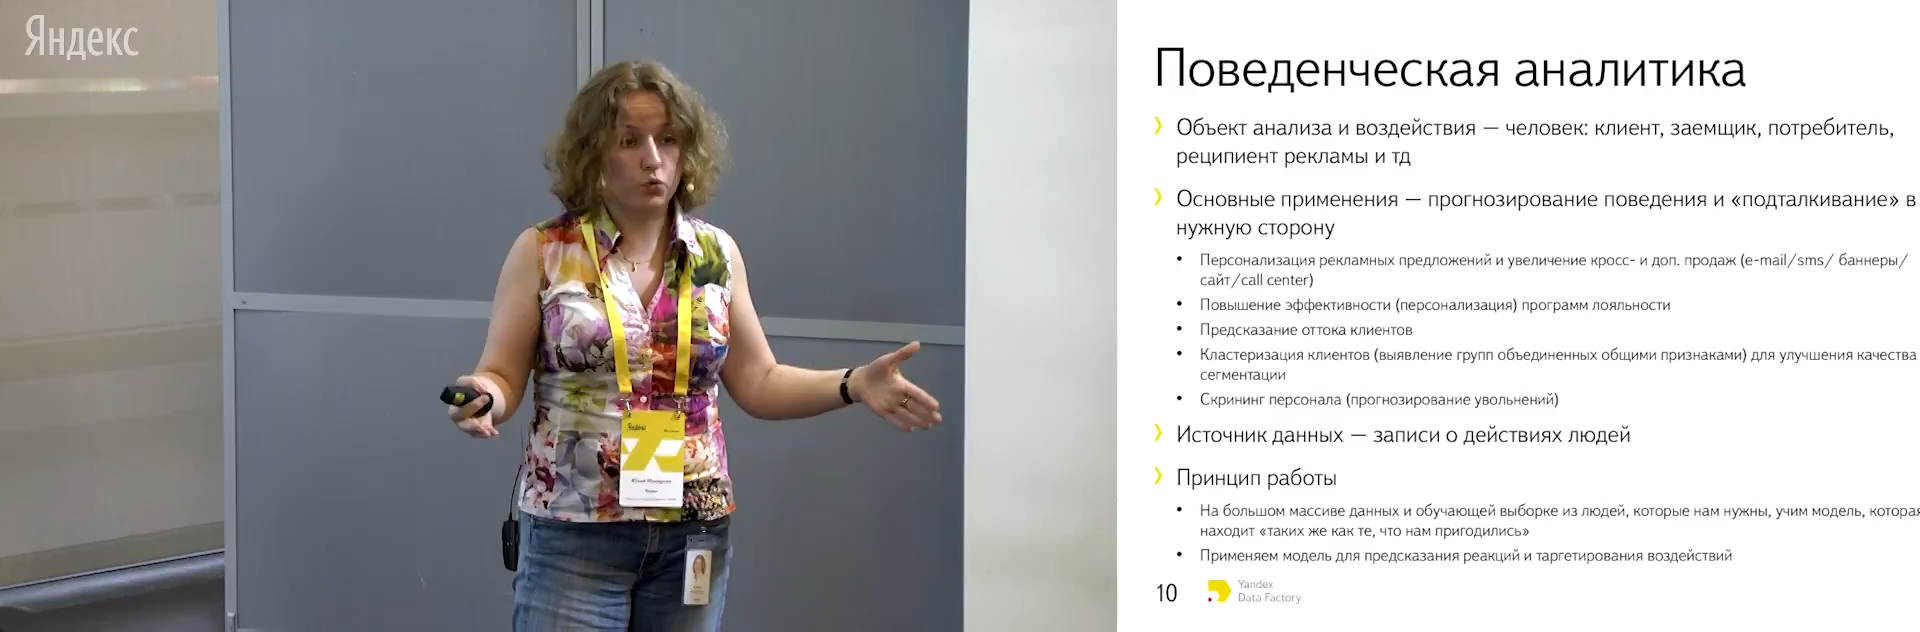 Яндекс
Поведенческая аналитика
Объект анализа и воздействия — человек: клиент, заемщик, потребитель,
реципиент рекламы и тд
Основные применения — прогнозирование поведения и «подталкивание» в
нужную сторону
Персонализация рекламных предложений и увеличение кросс- и доп. продаж (e-mail/sms/ баннеры/
сайт/call center)
Повышение эффективности (персонализация) программ лояльности
Предсказание оттока клиентов
Кластеризация клиентов (выявление групп объединенных общими признаками) для улучшения качества
сегментации
Скрининг персонала (прогнозирование увольнений)
Источник данных — записи о действиях людей
Принцип работы
На большом массиве данных и обучающей выборке из людей, которые нам нужны, учим модель, которая
находит «таких же как те, что нам пригодились»
Применяем модель для предсказания реакций и таргетирования воздействий
10
Yandex
Data Factory